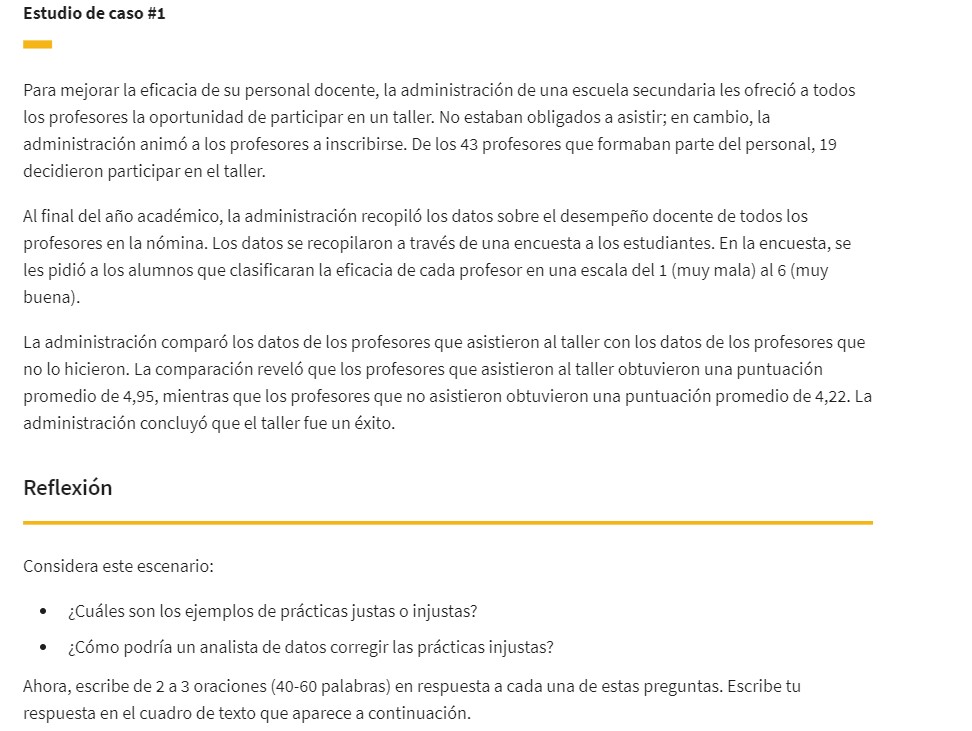 Estudio de caso #1
Para mejorar la eficacia de su personal docente, la administración de una escuela secundaria les ofreció a todos
los profesores la oportunidad de participar en un taller. No estaban obligados a asistir; en cambio, la
administración animó a los profesores a inscribirse. De los 43 profesores que formaban parte del personal, 19
decidieron participar en el taller.
Al final del año académico, la administración recopiló los datos sobre el desempeño docente de todos los
profesores en la nómina. Los datos se recopilaron a través de una encuesta a los estudiantes. En la encuesta, se
les pidió a los alumnos que clasificaran la eficacia de cada profesor en una escala del 1 (muy mala) al 6 (muy
buena).
La administración comparó los datos de los profesores que asistieron al taller con los datos de los profesores que
no lo hicieron. La comparación reveló que los profesores que asistieron al taller obtuvieron una puntuación
promedio de 4,95, mientras que los profesores que no asistieron obtuvieron una puntuación promedio de 4,22. La
administración concluyó que el taller fue un éxito.
Reflexión
Considera este escenario:
• ¿Cuáles son los ejemplos de prácticas justas o injustas?
• ¿Cómo podría un analista de datos corregir las prácticas injustas?
Ahora, escribe de 2 a 3 oraciones (40-60 palabras) en respuesta a cada una de estas preguntas. Escribe tu
respuesta en el cuadro de texto que aparece a continuación.